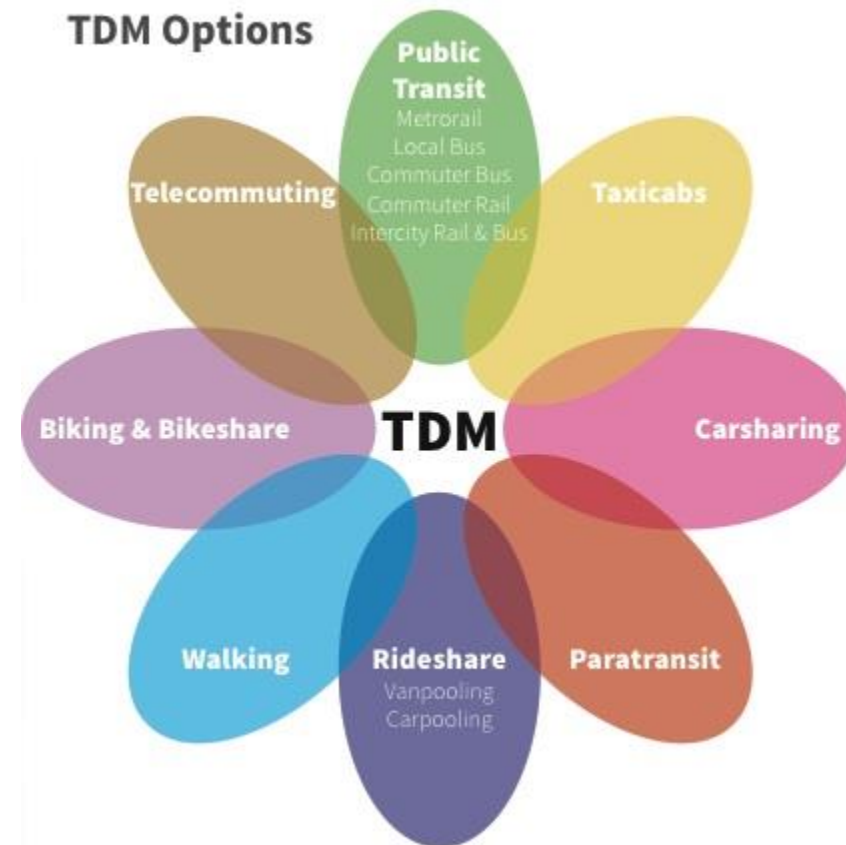 TDM Options
Public
Transit
Metrorail
Local Bus
Commuter Bus
Commuter Rail
Intercity Rail & Bus
Telecommuting
Taxicabs
Biking & Bikeshare
TDM
Carsharing
Walking
Rideshare
Vanpooling
Carpooling
Paratransit